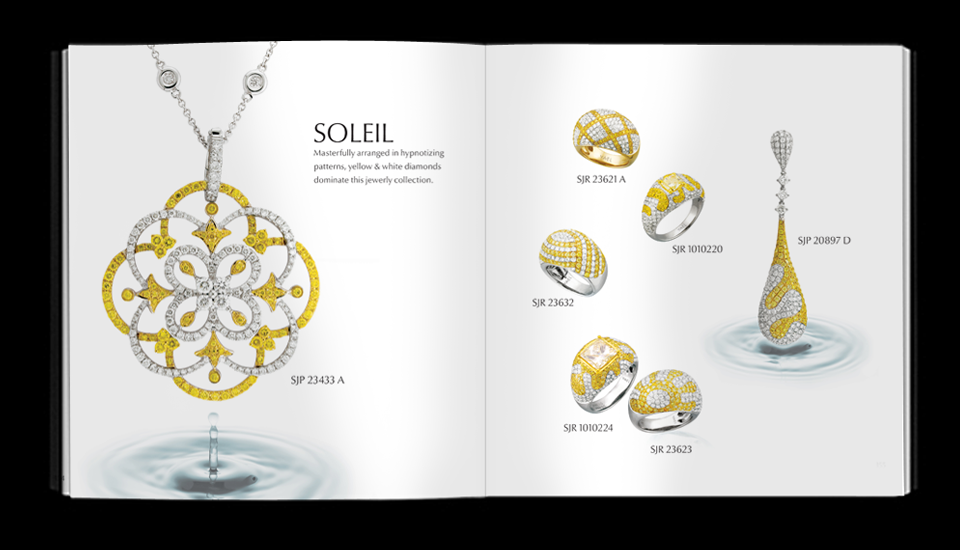 SOLEIL
Masterfully arranged in hypnotizing
patterns, yellow & white diamonds
dominate this jewerly collection.
SJP 23433 A
SJR 23621 A
SJR 1010220
SJP 20897 D
SJR 23632
SJR 1010224
SJR 23623